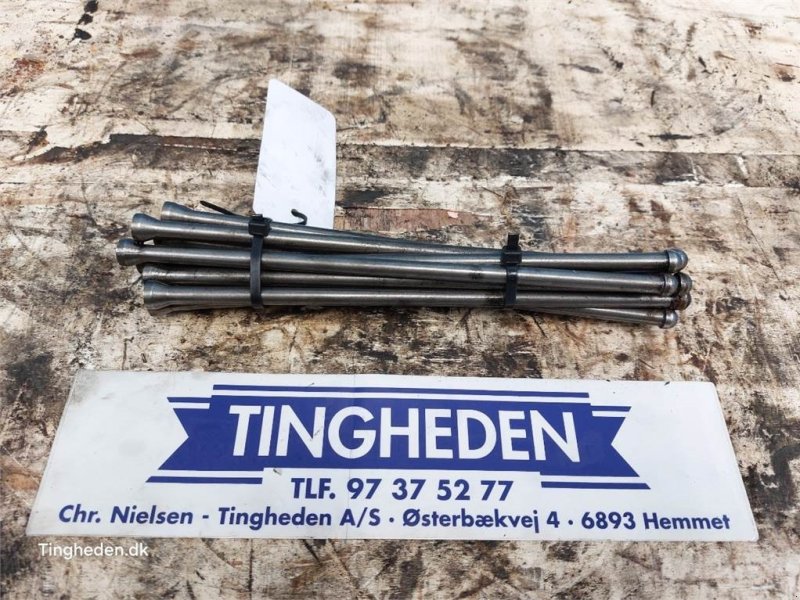 TINGHEDEN
TLF. 97 37 52 77
Chr. Nielsen - Tingheden A/S · Østerbækvej 4 · 6893 Hemmet
Tingheden.dk